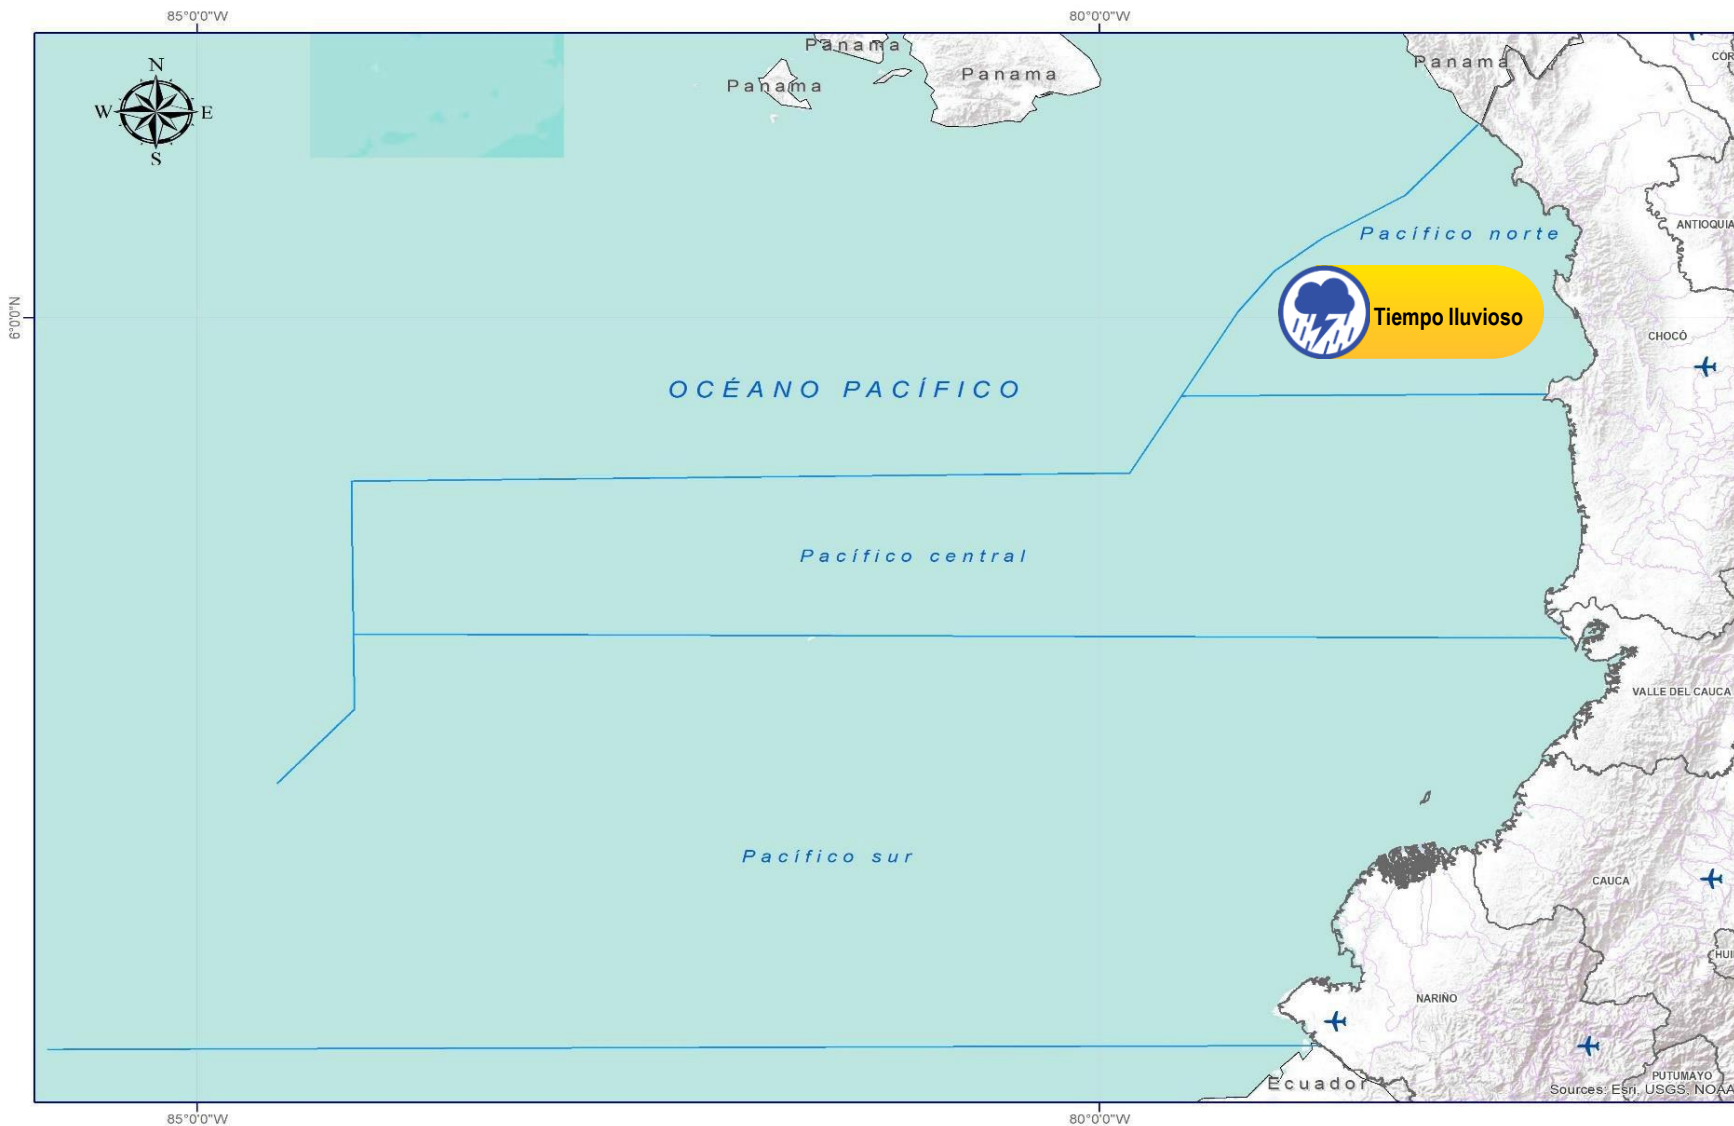 85°0'0"W
80°0'0"W
N
W
E
S
Panama
Panama
Panama
Panama
CÓR
ANTIOQUIA
Pacífico norte
6°0'0"N
Tiempo lluvioso
CHOCÓ
OCÉANO PACÍFICO
Pacífico central
VALLE DEL CAUCA
Pacífico sur
CAUCA
HUI
NARIÑO
Ecuador
PUTUMAYO
Sources: Esri, USGS, NOAA
85°0'0"W
80°0'0"W